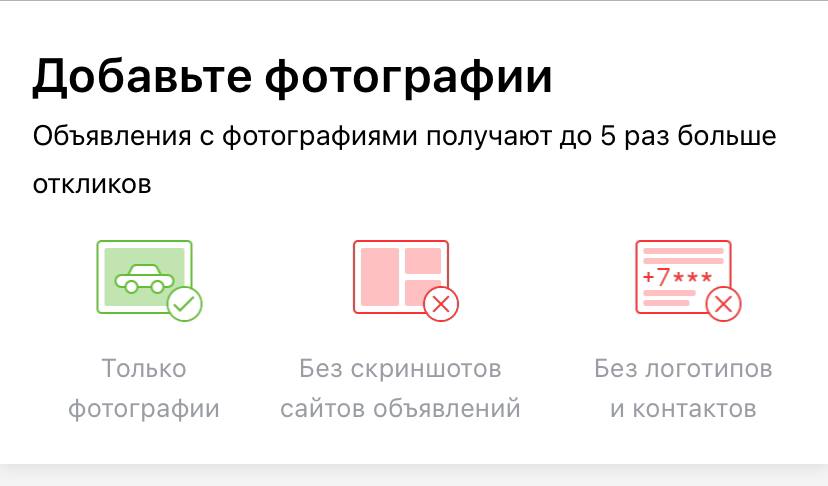 Добавьте фотографии
Объявления с фотографиями получают до 5 раз больше
откликов
+7***
Только
фотографии
Без скриншотов
сайтов объявлений
Без логотипов
и контактов